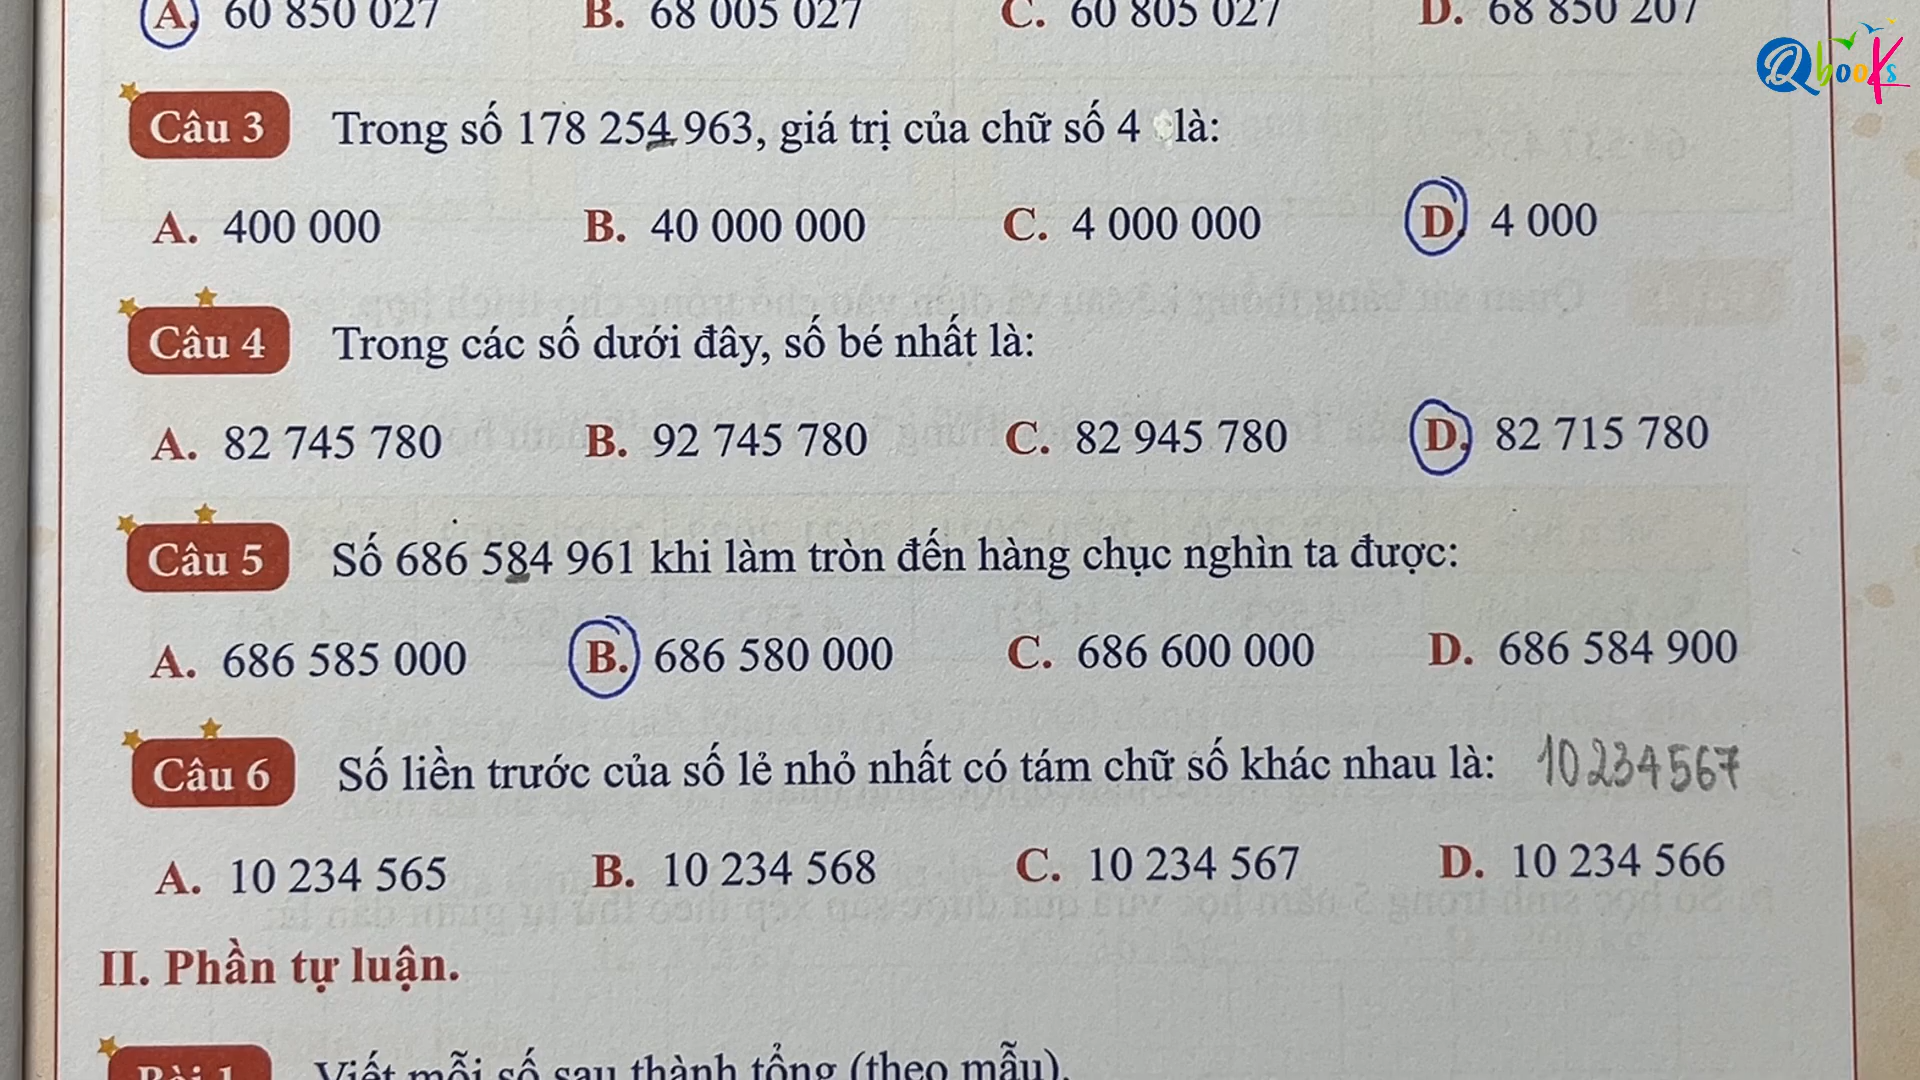 A. 60 850 027 B. 68 005 027 C. 60 805 027 D. 68 850 207
Qbooks
Câu 3 Trong số 178 254 963, giá trị của chữ số 4 là:
A. 400 000 B. 40 000 000 C. 4 000 000 D. 4 000
Câu 4 Trong các số dưới đây, số bé nhất là:
A. 82 745 780 B. 92 745 780 C. 82 945 780 D. 82 715 780
Câu 5 Số 686 584 961 khi làm tròn đến hàng chục nghìn ta được:
A. 686 585 000 B. 686 580 000 C. 686 600 000 D. 686 584 900
Câu 6 Số liền trước của số lẻ nhỏ nhất có tám chữ số khác nhau là: 10234567
A. 10 234 565 B. 10 234 568 C. 10 234 567 D. 10 234 566
II. Phần tự luận.
Bài 1 Viết mỗi số sau thành tổng (theo mẫu).